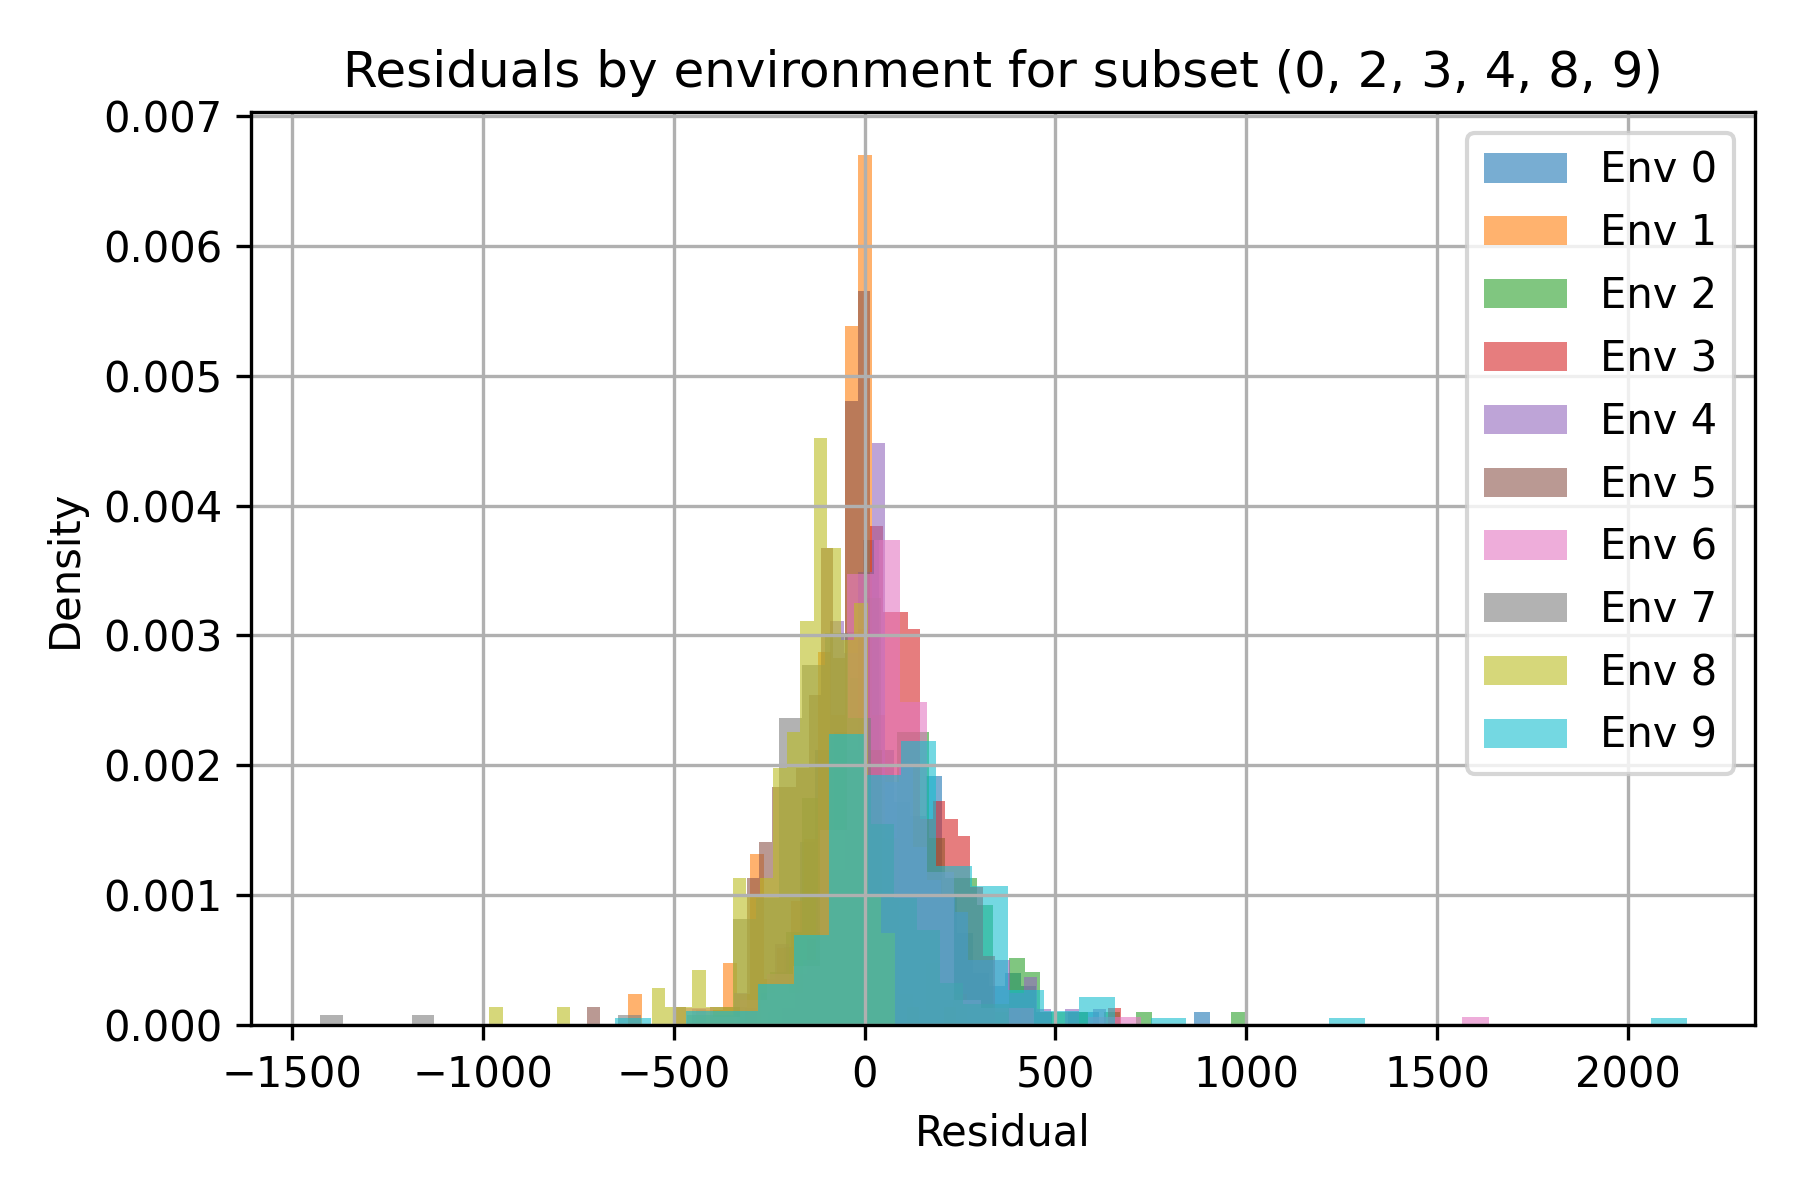 Residuals by environment for subset (0, 2, 3, 4, 8, 9)
0.007
0.006
0.005
0.004
0.003
0.002
0.001
0.000
Density
−1500
−1000
−500
0
500
1000
1500
2000
Residual
Env 0
Env 1
Env 2
Env 3
Env 4
Env 5
Env 6
Env 7
Env 8
Env 9